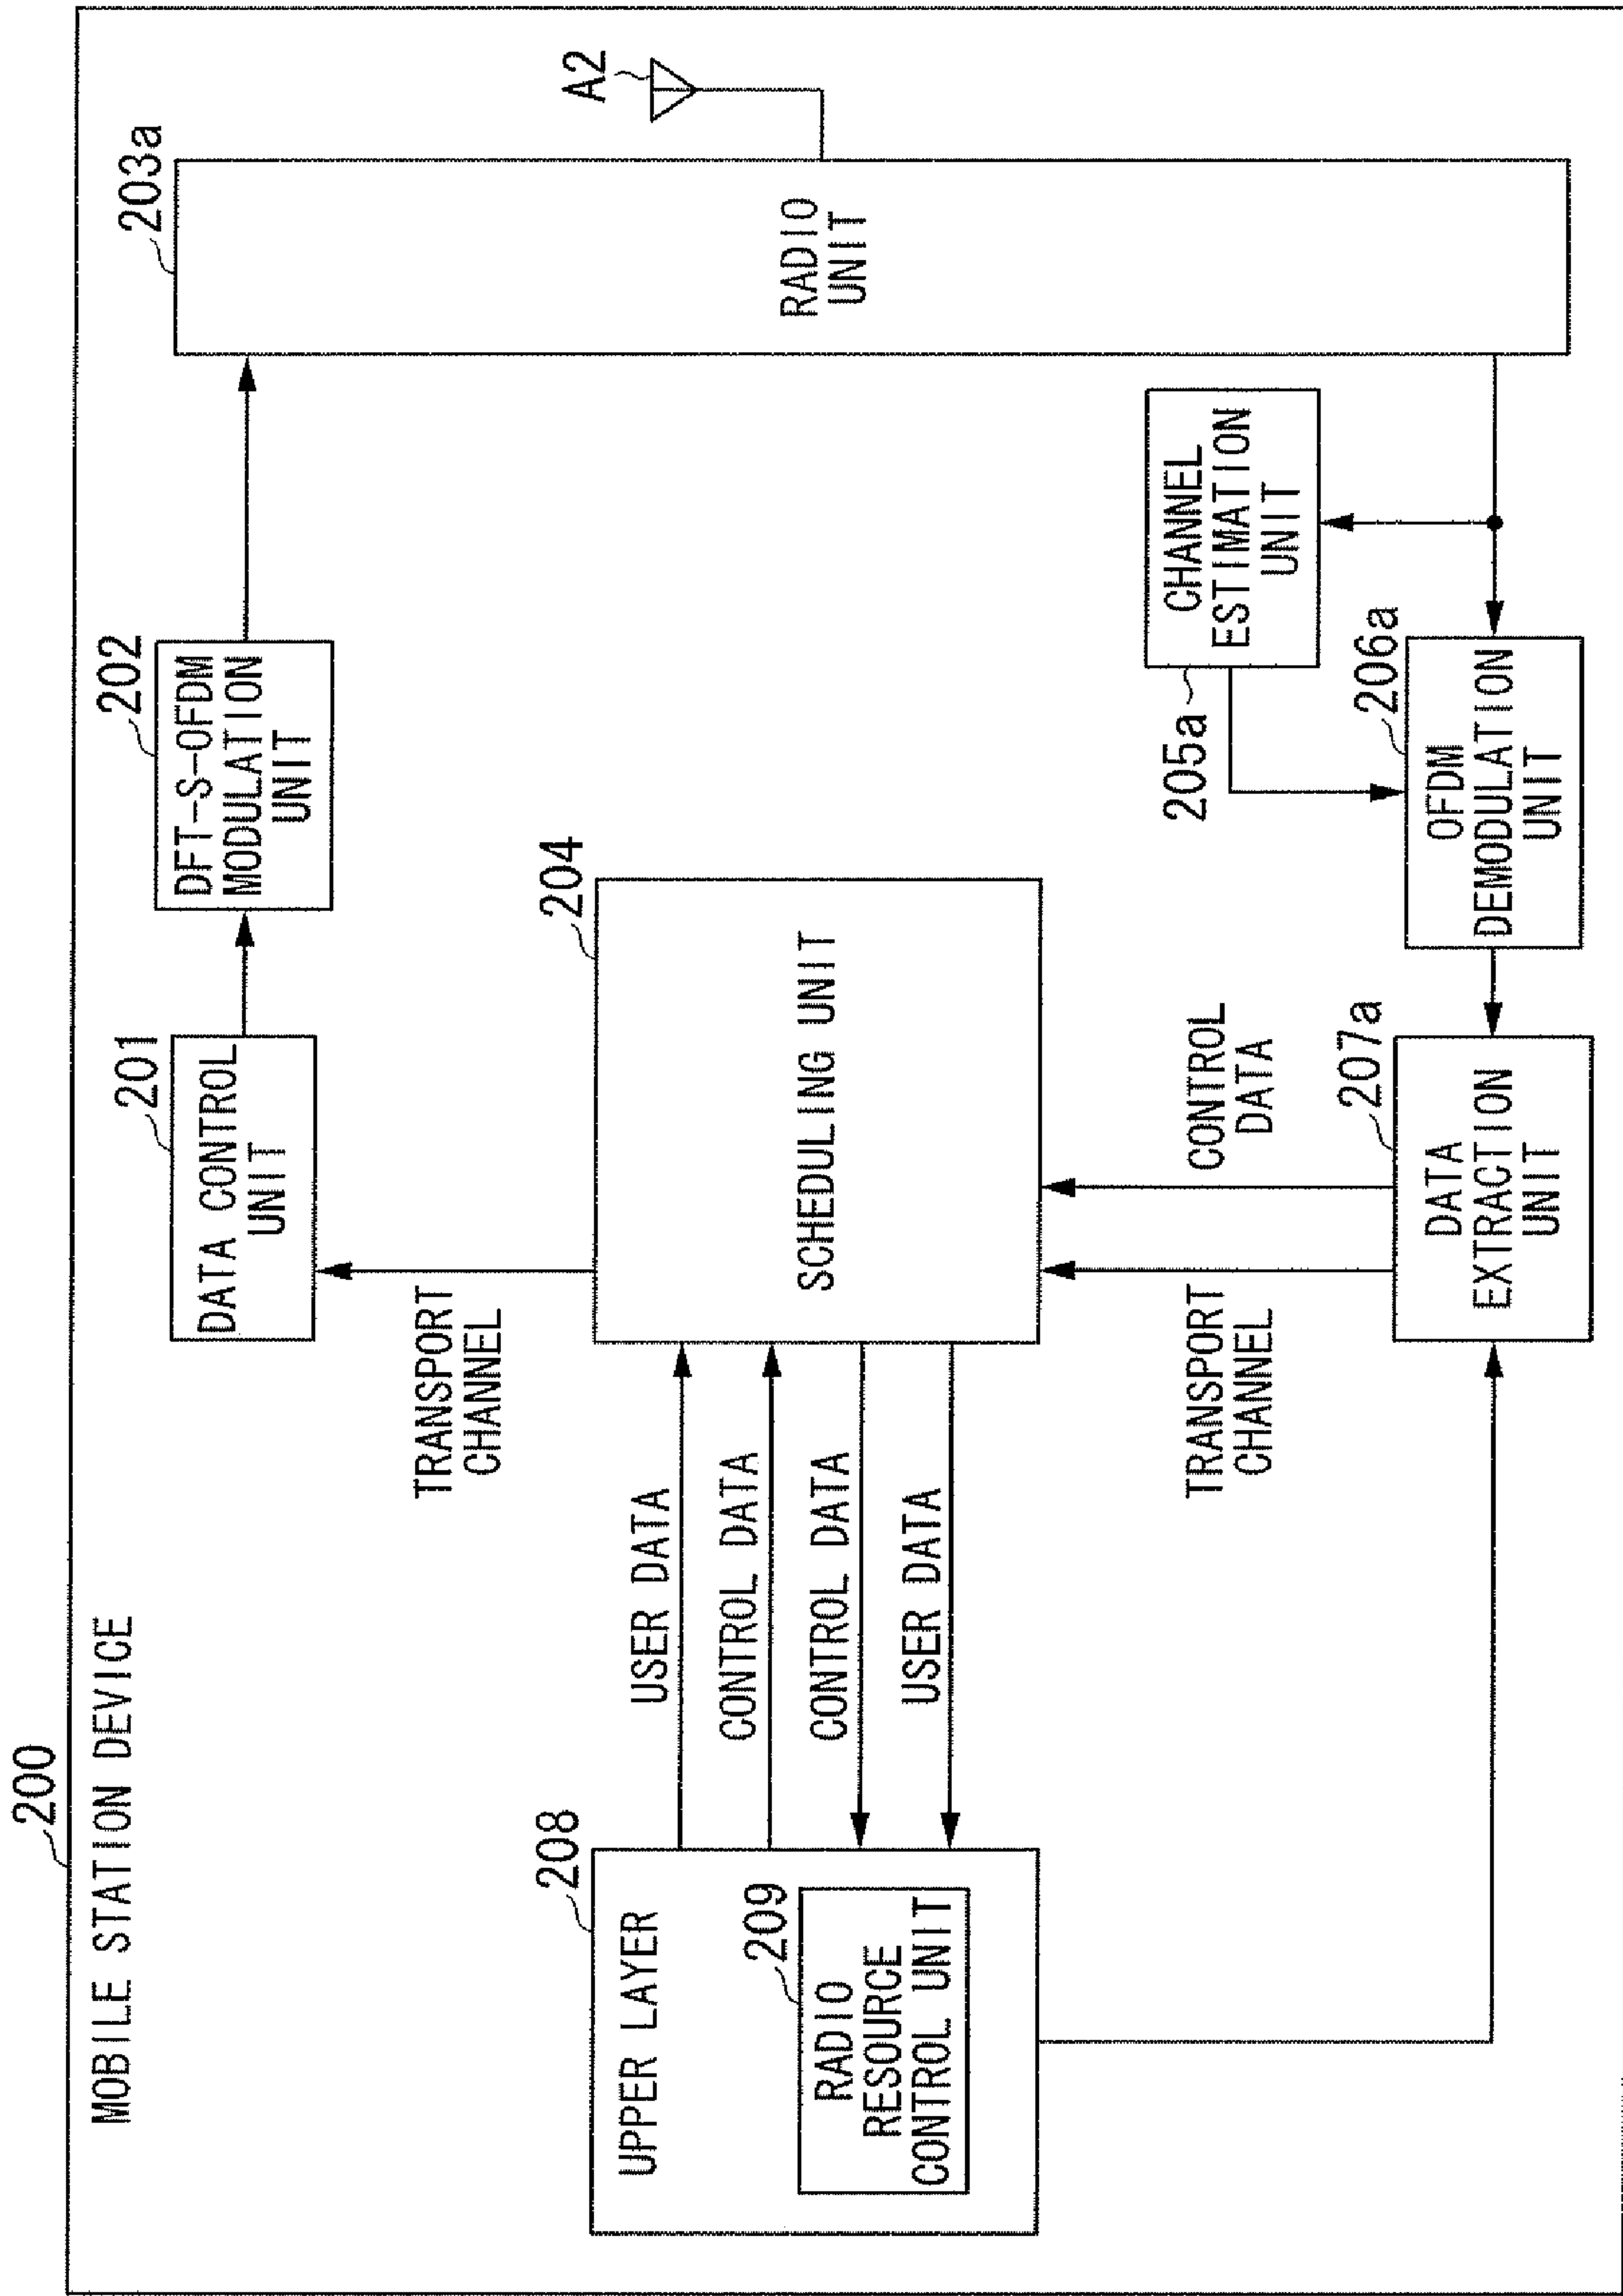 200
MOBILE STATION DEVICE
208
UPPER LAYER
209
RADIO
RESOURCE
CONTROL UNIT
USER DATA
CONTROL DATA
CONTROL DATA
USER DATA
201
DATA CONTROL
UNIT
TRANSPORT
CHANNEL
204
SCHEDULING UNIT
TRANSPORT
CHANNEL
CONTROL
DATA
207a
DATA
EXTRACTION
UNIT
202
DFT-S-OFDM
MODULATION
UNIT
205a
CHANNEL
ESTIMATION
UNIT
206a
OFDM
DEMODULATION
UNIT
203a
RADIO
UNIT
A2